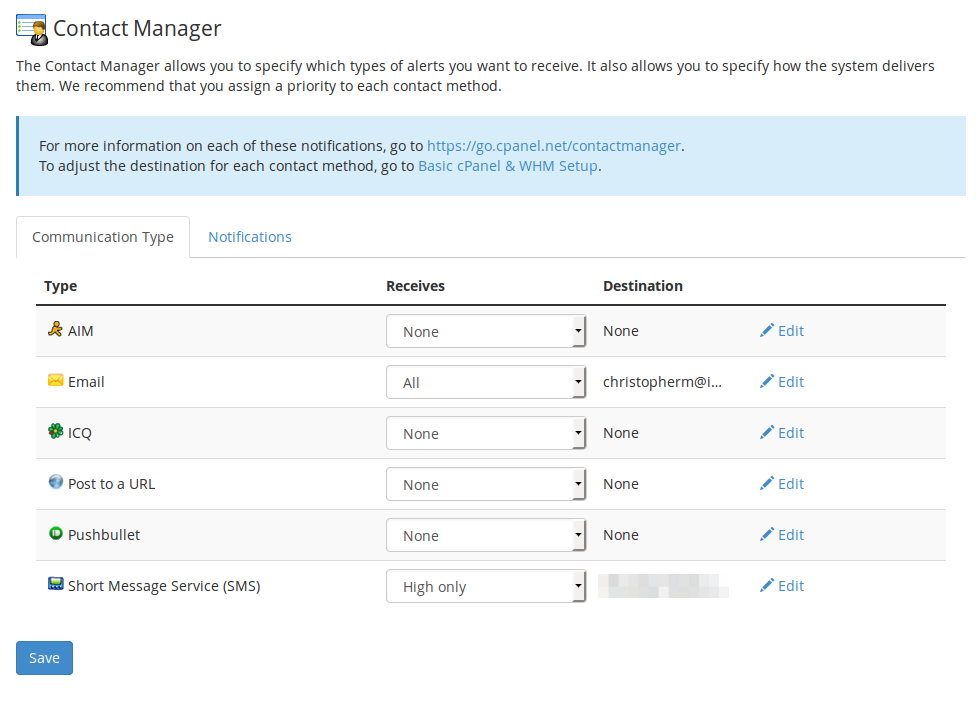 Contact Manager
The Contact Manager allows you to specify which types of alerts you want to receive. It also allows you to specify how the system delivers
them. We recommend that you assign a priority to each contact method.
For more information on each of these notifications, go to https://go.cpanel.net/contactmanager.
To adjust the destination for each contact method, go to Basic cPanel & WHM Setup.
Communication Type Notifications
Type Receives Destination
AIM None None Edit
Email All christopherm@i... Edit
ICQ None None Edit
Post to a URL None None Edit
Pushbullet None None Edit
Short Message Service (SMS) High only Edit
Save